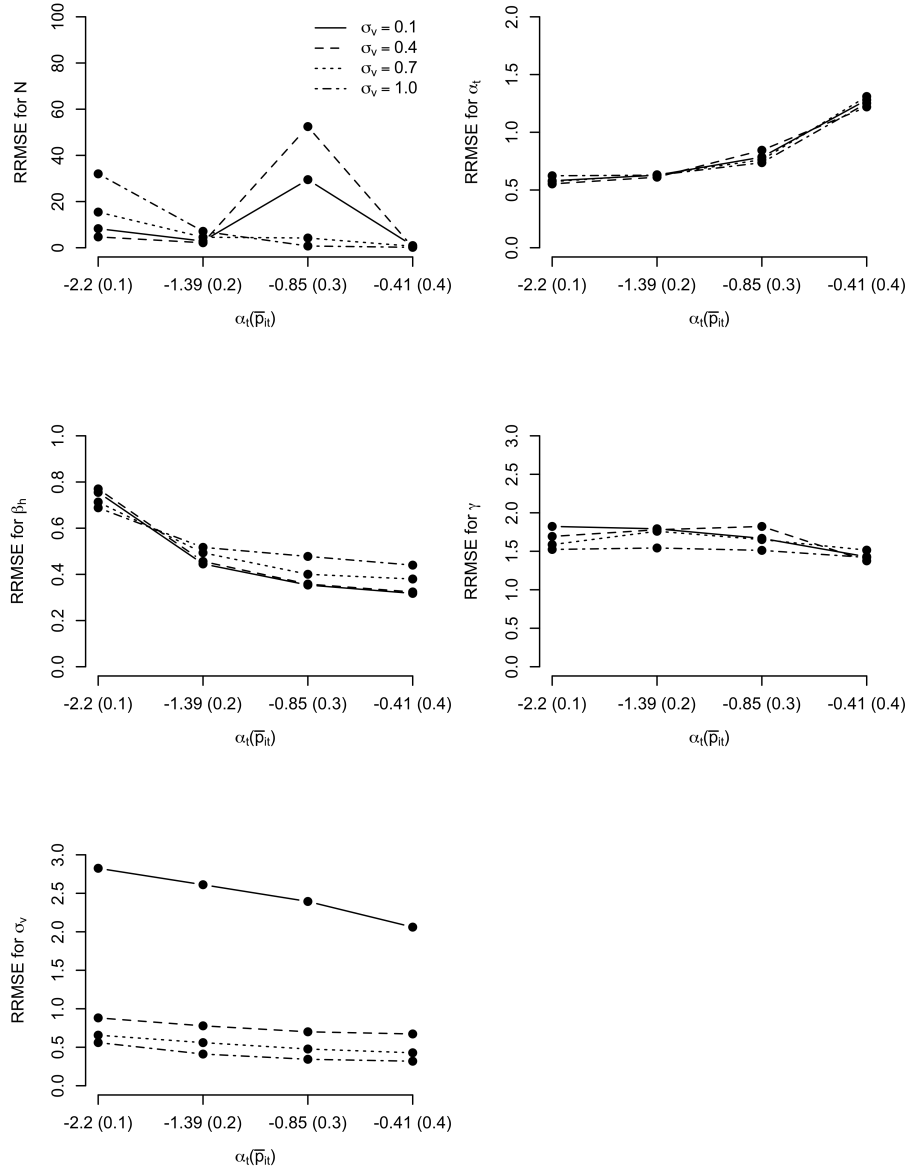 RRMSE for N
100
80
60
40
20
0
σv = 0.1
σv = 0.4
σv = 0.7
σv = 1.0
-2.2 (0.1) -1.39 (0.2) -0.85 (0.3) -0.41 (0.4)
αt(p̅it)
RRMSE for αt
2.0
1.5
1.0
0.5
0.0
-2.2 (0.1) -1.39 (0.2) -0.85 (0.3) -0.41 (0.4)
αt(p̅it)
RRMSE for βh
1.0
0.8
0.6
0.4
0.2
0.0
-2.2 (0.1) -1.39 (0.2) -0.85 (0.3) -0.41 (0.4)
αt(p̅it)
RRMSE for γ
3.0
2.5
2.0
1.5
1.0
0.5
0.0
-2.2 (0.1) -1.39 (0.2) -0.85 (0.3) -0.41 (0.4)
αt(p̅it)
RRMSE for σv
3.0
2.5
2.0
1.5
1.0
0.5
0.0
-2.2 (0.1) -1.39 (0.2) -0.85 (0.3) -0.41 (0.4)
αt(p̅it)